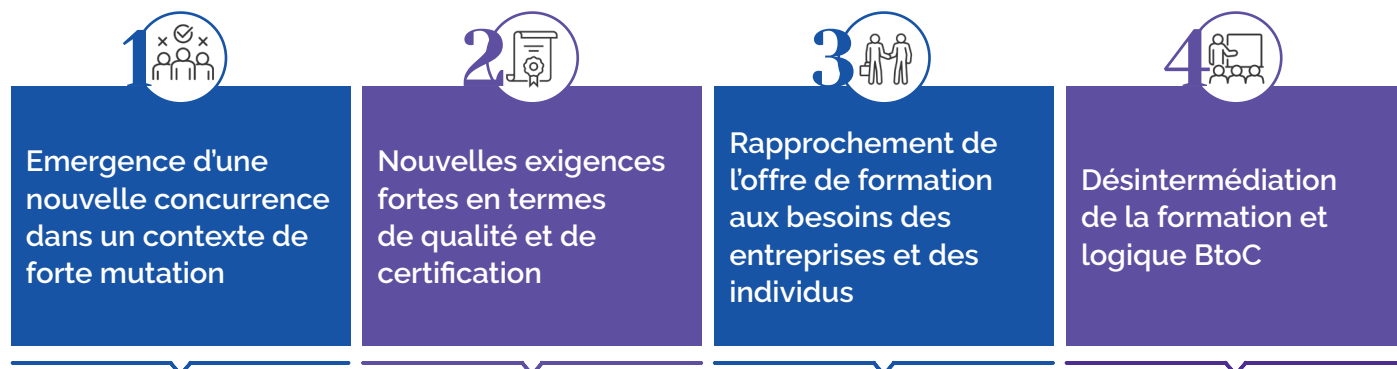 1
Emergence d’une
nouvelle concurrence
dans un contexte de
forte mutation
2
Nouvelles exigences
fortes en termes
de qualité et de
certification
3
Rapprochement de
l’offre de formation
aux besoins des
entreprises et des
individus
4
Désintermédiation
de la formation et
logique BtoC